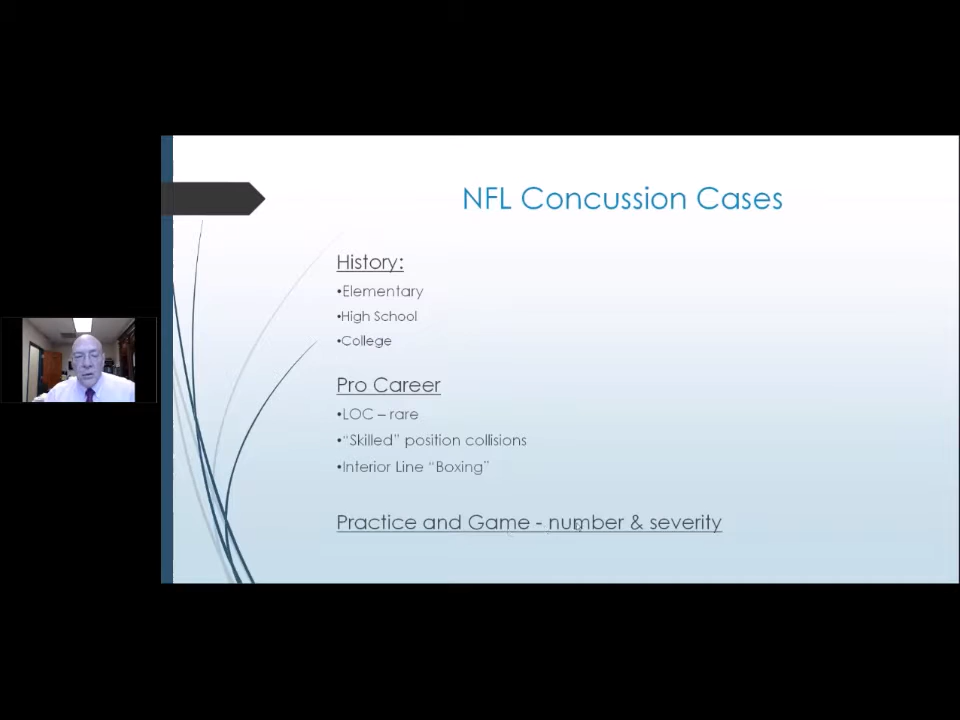 NFL Concussion Cases
History:
•Elementary
•High School
•College
Pro Career
•LOC – rare
•“Skilled” position collisions
•Interior Line “Boxing”
Practice and Game - number & severity